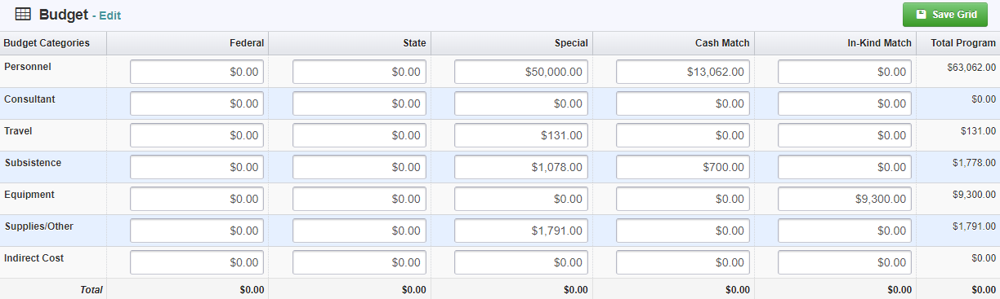 Budget - Edit Save Grid
Budget Categories Federal State Special Cash Match In-Kind Match Total Program
Personnel $0.00 $0.00 $50,000.00 $13,062.00 $0.00 $63,062.00
Consultant $0.00 $0.00 $0.00 $0.00 $0.00 $0.00
Travel $0.00 $0.00 $131.00 $0.00 $0.00 $131.00
Subsistence $0.00 $0.00 $1,078.00 $700.00 $0.00 $1,778.00
Equipment $0.00 $0.00 $0.00 $0.00 $9,300.00 $9,300.00
Supplies/Other $0.00 $0.00 $1,791.00 $0.00 $0.00 $1,791.00
Indirect Cost $0.00 $0.00 $0.00 $0.00 $0.00 $0.00
Total $0.00 $0.00 $0.00 $0.00 $0.00 $0.00